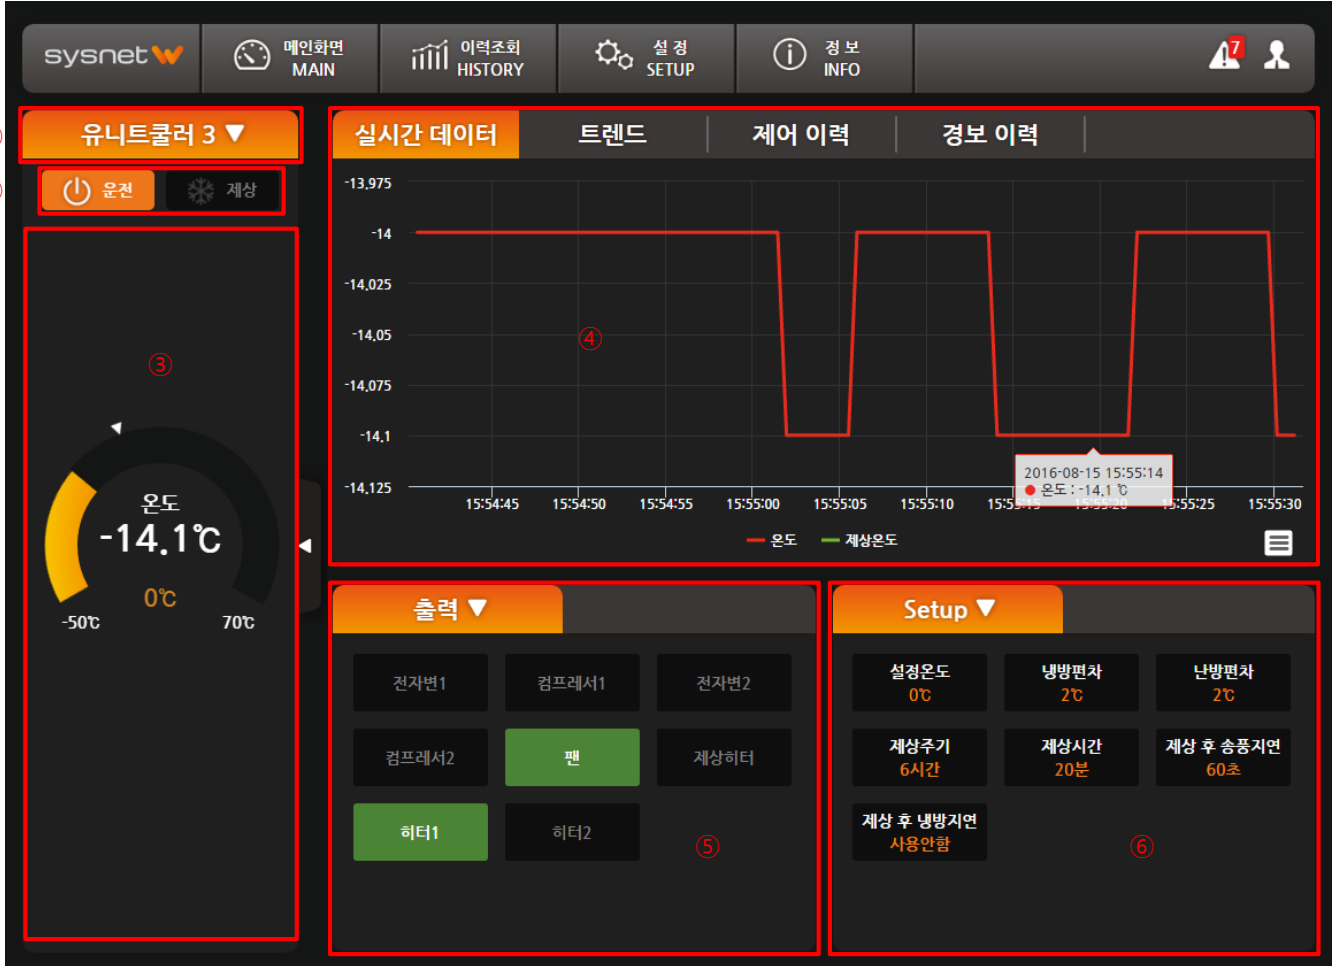 sysnet
메인화면
MAIN
이력조회
HISTORY
설 정
SETUP
정 보
INFO
7
유니트쿨러 3 ▼
운전
제상
③
온도
-14.1℃
0℃
-50℃
70℃
실시간 데이터
트렌드
제어 이력
경보 이력
-13.975
-14
-14.025
-14.05
-14.075
-14.1
-14.125
④
2016-08-15 15:55:14
온도 : -14.1 ℃
15:54:45
15:54:50
15:54:55
15:55:00
15:55:05
15:55:10
15:55:15
15:55:20
15:55:25
15:55:30
온도
제상온도
출력 ▼
전자변1
컴프레서1
전자변2
컴프레서2
팬
제상히터
히터1
히터2
⑤
Setup ▼
설정온도
0℃
냉방편차
2℃
난방편차
2℃
제상주기
6시간
제상시간
20분
제상 후 송풍지연
60초
제상 후 냉방지연
사용안함
⑥